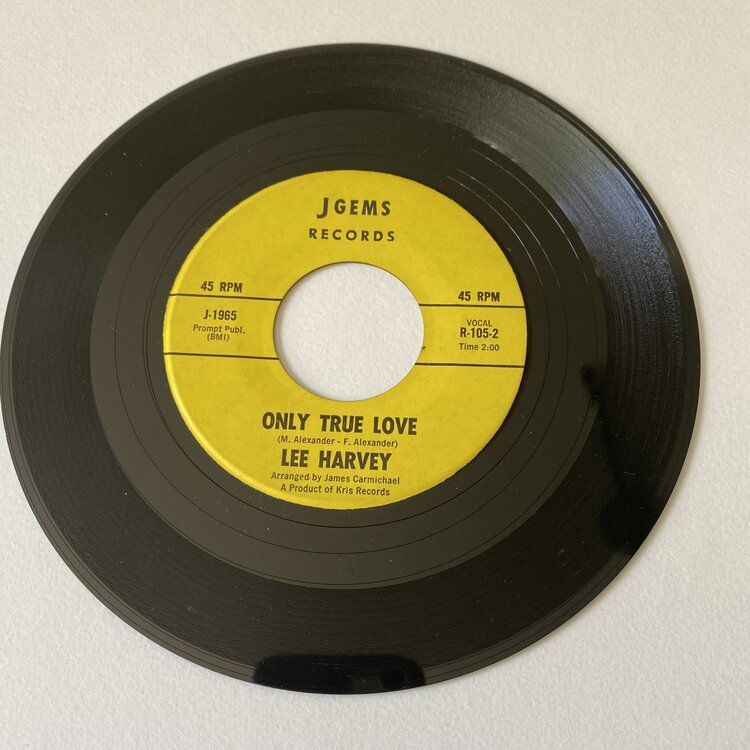 JGEMS
RECORDS
45 RPM
J-1965
Prompt Publ.
(BMI)
45 RPM
VOCAL
R-105-2
Time 2:00
ONLY TRUE LOVE
(M. Alexander - F. Alexander)
LEE HARVEY
Arranged by James Carmichael
A Product of Kris Records